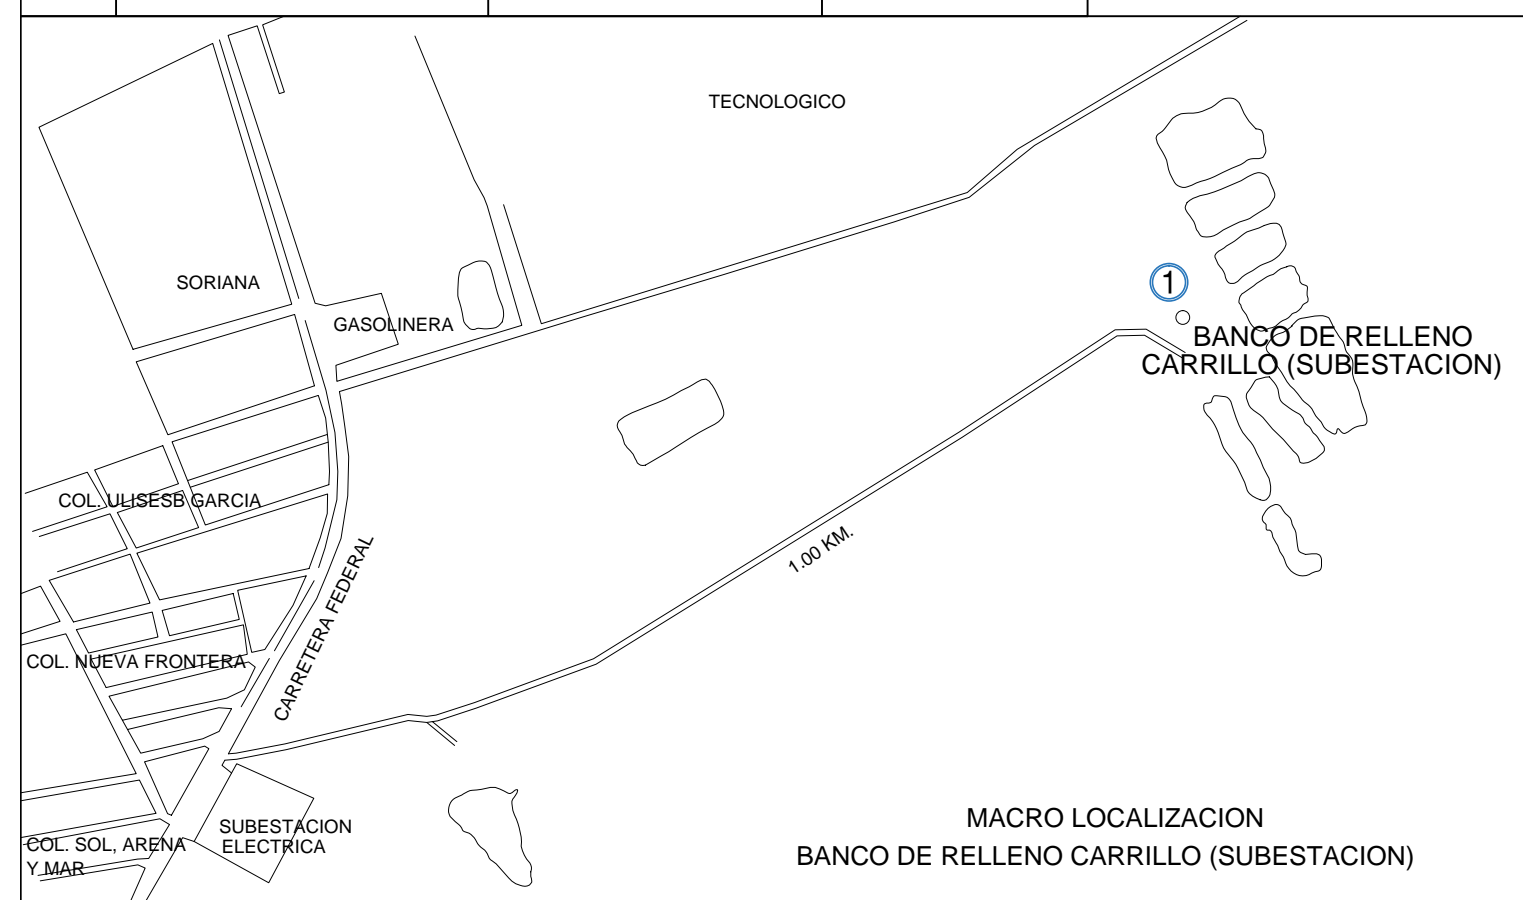 TECNOLOGICO
SORIANA
1
GASOLINERA
BANCO DE RELLENO
CARRILLO (SUBESTACION)
COL. ULISESB GARCIA
1.00 KM.
CARRETERA FEDERAL
COL. NUEVA FRONTERA
SUBESTACION
ELECTRICA
COL. SOL, ARENA
Y MAR
MACRO LOCALIZACION
BANCO DE RELLENO CARRILLO (SUBESTACION)